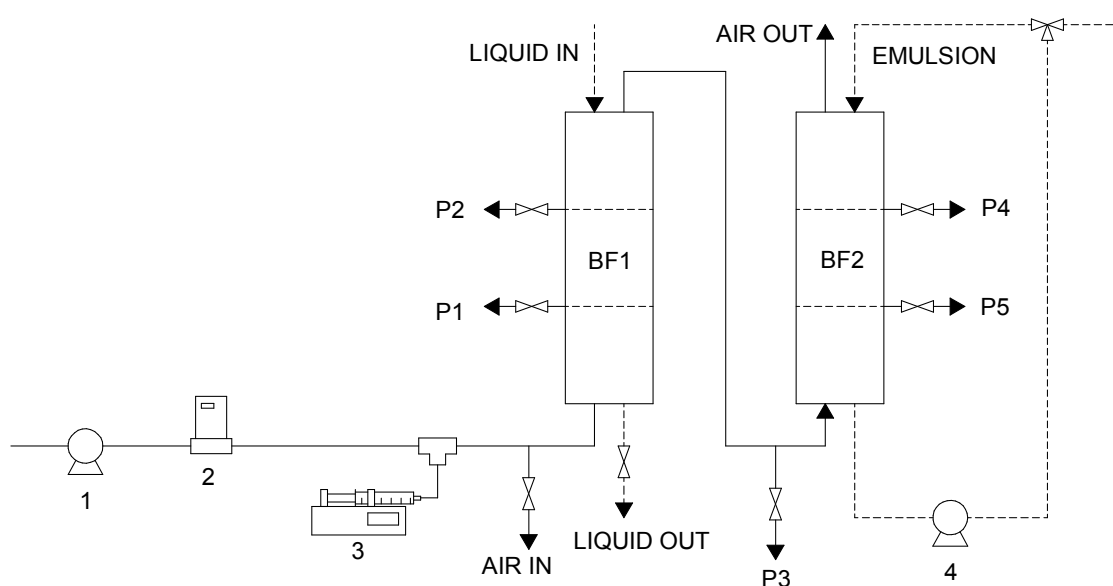 AIR OUT
LIQUID IN
EMULSION
P2
P4
BF1
BF2
P1
P5
1
2
3
AIR IN
LIQUID OUT
P3
4